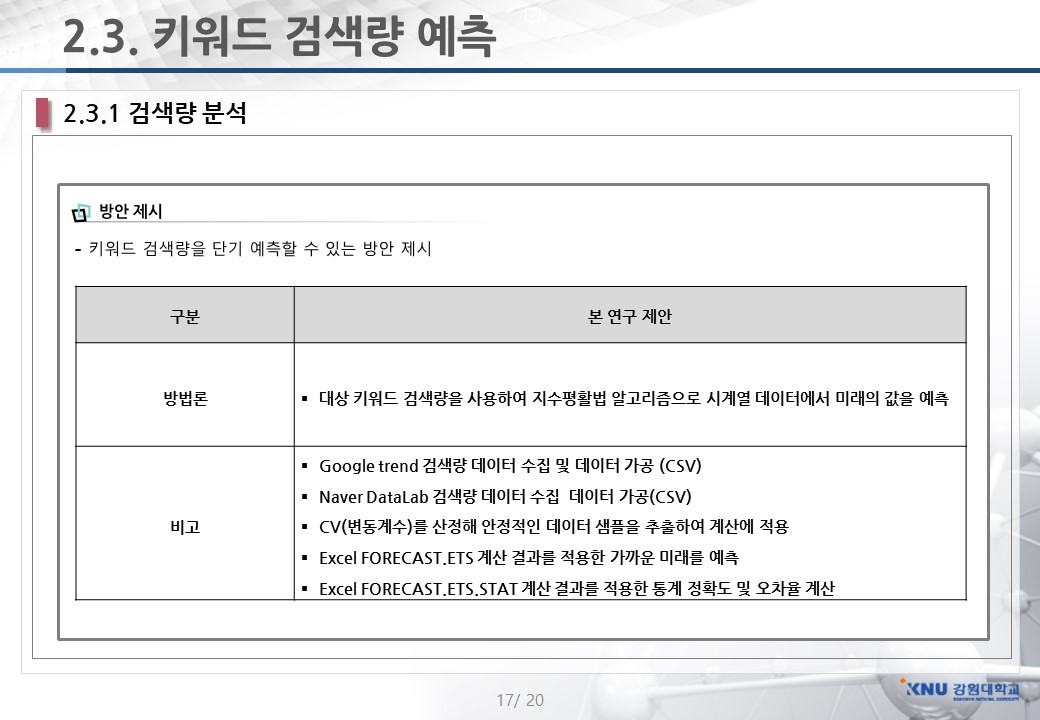 2.3. 키워드 검색량 예측
2.3.1 검색량 분석
방안 제시
- 키워드 검색량을 단기 예측할 수 있는 방안 제시
구분
본 연구 제안
방법론
▪ 대상 키워드 검색량을 사용하여 지수평활법 알고리즘으로 시계열 데이터에서 미래의 값을 예측
비고
▪ Google trend 검색량 데이터 수집 및 데이터 가공 (CSV)
▪ Naver DataLab 검색량 데이터 수집  데이터 가공(CSV)
▪ CV(변동계수)를 산정해 안정적인 데이터 샘플을 추출하여 계산에 적용
▪ Excel FORECAST.ETS 계산 결과를 적용한 가까운 미래를 예측
▪ Excel FORECAST.ETS.STAT 계산 결과를 적용한 통계 정확도 및 오차율 계산
17/ 20
KNU 강원대학교